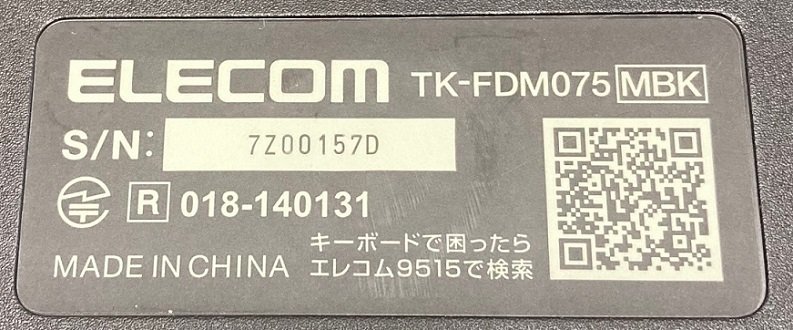 ELECOM TK-FDM075 MBK
S/N: 7Z00157D
R 018-140131
キーボードで困ったら
エレコム9515で検索
MADE IN CHINA